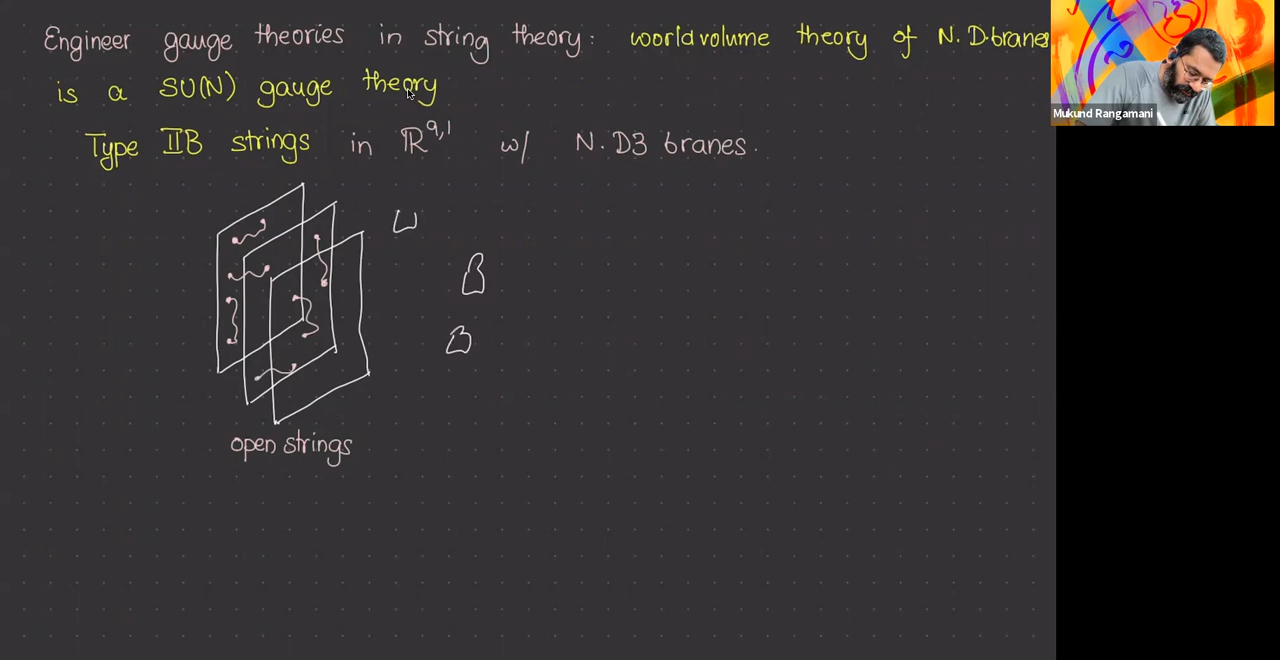 Engineer gauge theories in string theory: worldvolume theory of N. D-branes
is a SU(N) gauge theory
Type IIB strings in ℝ^{9,1} w/ N. D3 branes.
open strings
Mukund Rangamani